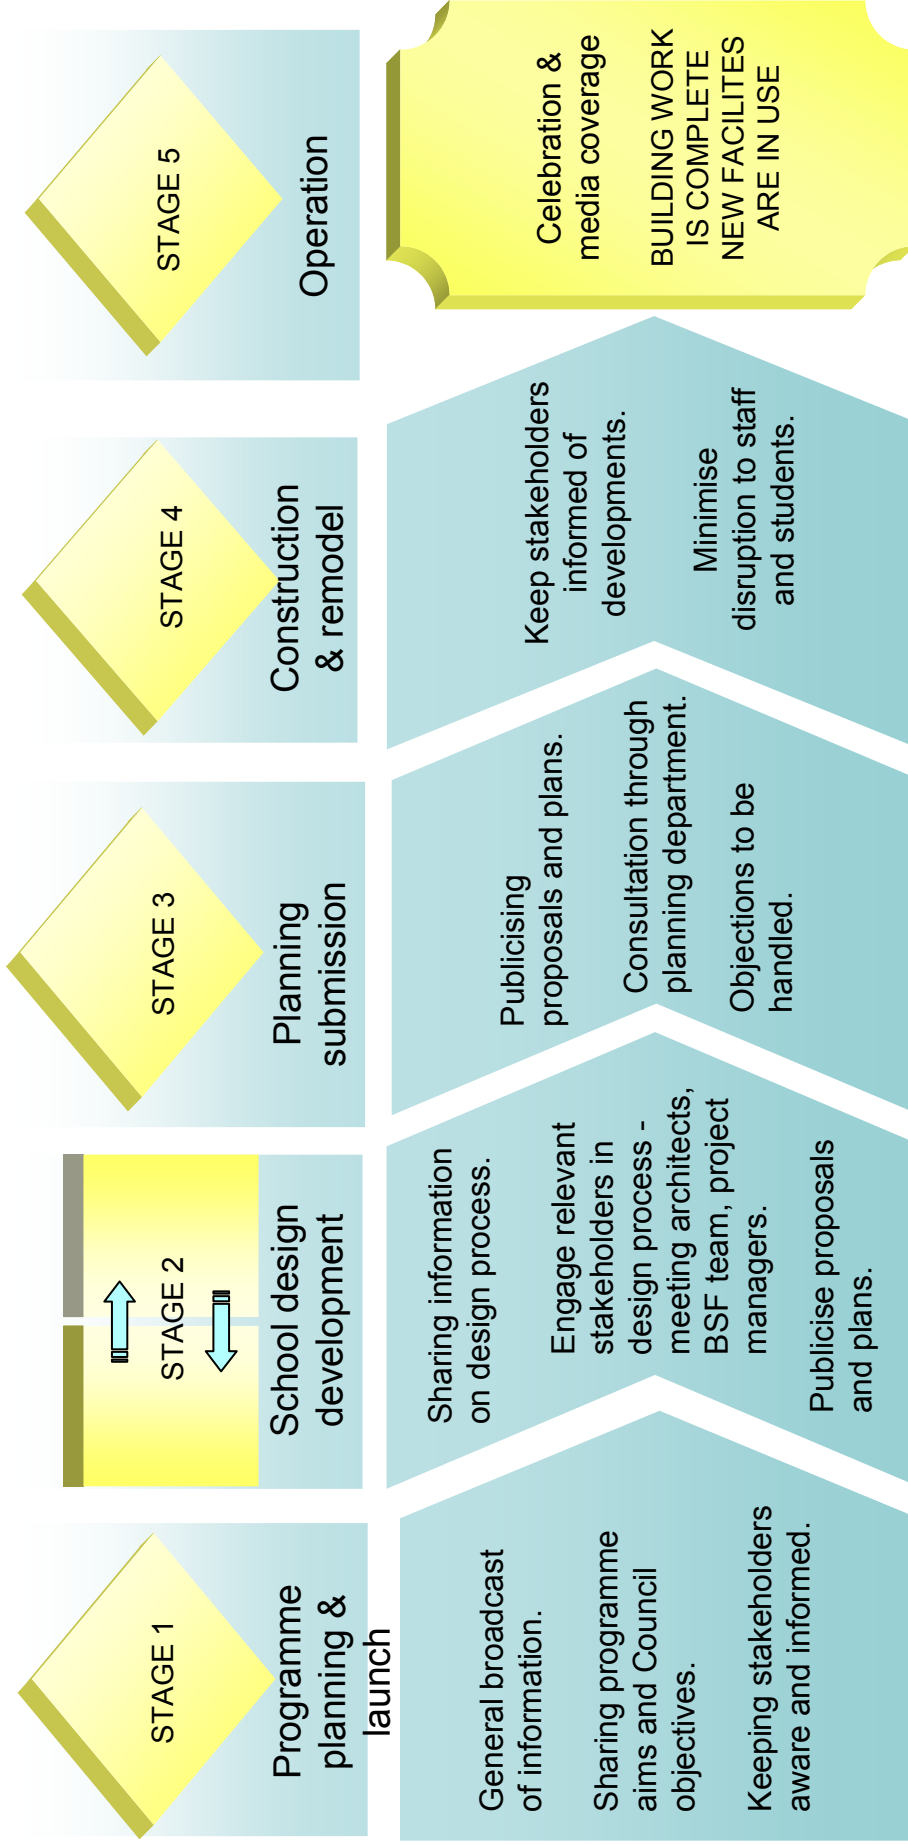 STAGE 1
Programme
planning &
launch
General broadcast
of information.
Sharing programme
aims and Council
objectives.
Keeping stakeholders
aware and informed.
STAGE 2
School design
development
Sharing information
on design process.
Engage relevant
stakeholders in
design process -
meeting architects,
BSF team, project
managers.
Publicise proposals
and plans.
STAGE 3
Planning
submission
Publicising
proposals and plans.
Consultation through
planning department.
Objections to be
handled.
STAGE 4
Construction
& remodel
Keep stakeholders
informed of
developments.
Minimise
disruption to staff
and students.
STAGE 5
Operation
Celebration &
media coverage
BUILDING WORK
IS COMPLETE
NEW FACILITES
ARE IN USE